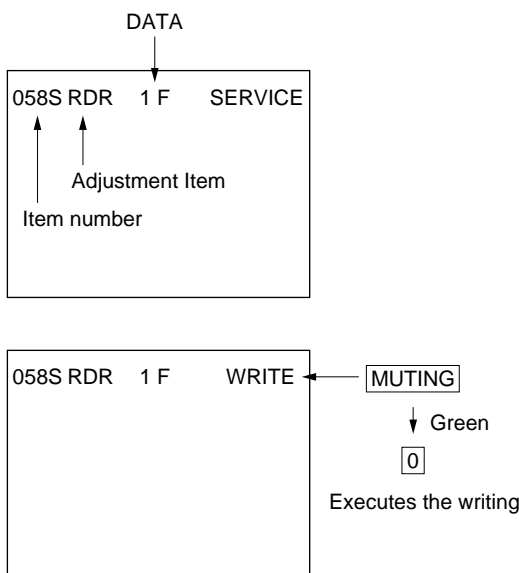 DATA
058S RDR 1 F SERVICE
Adjustment Item
Item number
058S RDR 1 F WRITE
MUTING
Green
0
Executes the writing